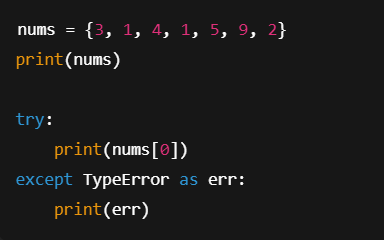 nums = {3, 1, 4, 1, 5, 9, 2}
print(nums)

try:
    print(nums[0])
except TypeError as err:
    print(err)